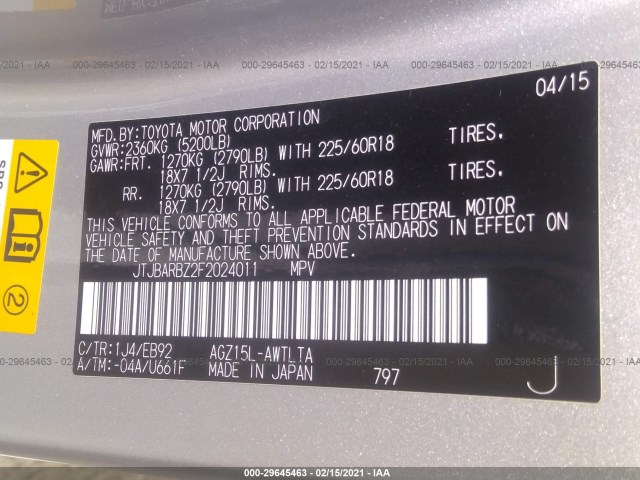 000-29645463 - 02/15/2021 - IAA
04/15
MFD.BY:TOYOTA MOTOR CORPORATION
GVWR:2360KG (5200LB)
GAWR:FRT. 1270KG (2790LB) WITH 225/60R18 TIRES.
18X7 1/2J RIMS.
RR. 1270KG (2790LB) WITH 225/60R18 TIRES.
18X7 1/2J RIMS.
THIS VEHICLE CONFORMS TO ALL APPLICABLE FEDERAL MOTOR
VEHICLE SAFETY AND THEFT PREVENTION STANDARDS IN EFFECT ON
THE DATE OF MANUFACTURE SHOWN ABOVE.
JTJBARBZ2F2024011 MPV
C/TR:1J4/EB92 AGZ15L-AWTLTA
A/TM:-04A/U661F MADE IN JAPAN 797 J
2
000-29645463 - 02/15/2021 - IAA